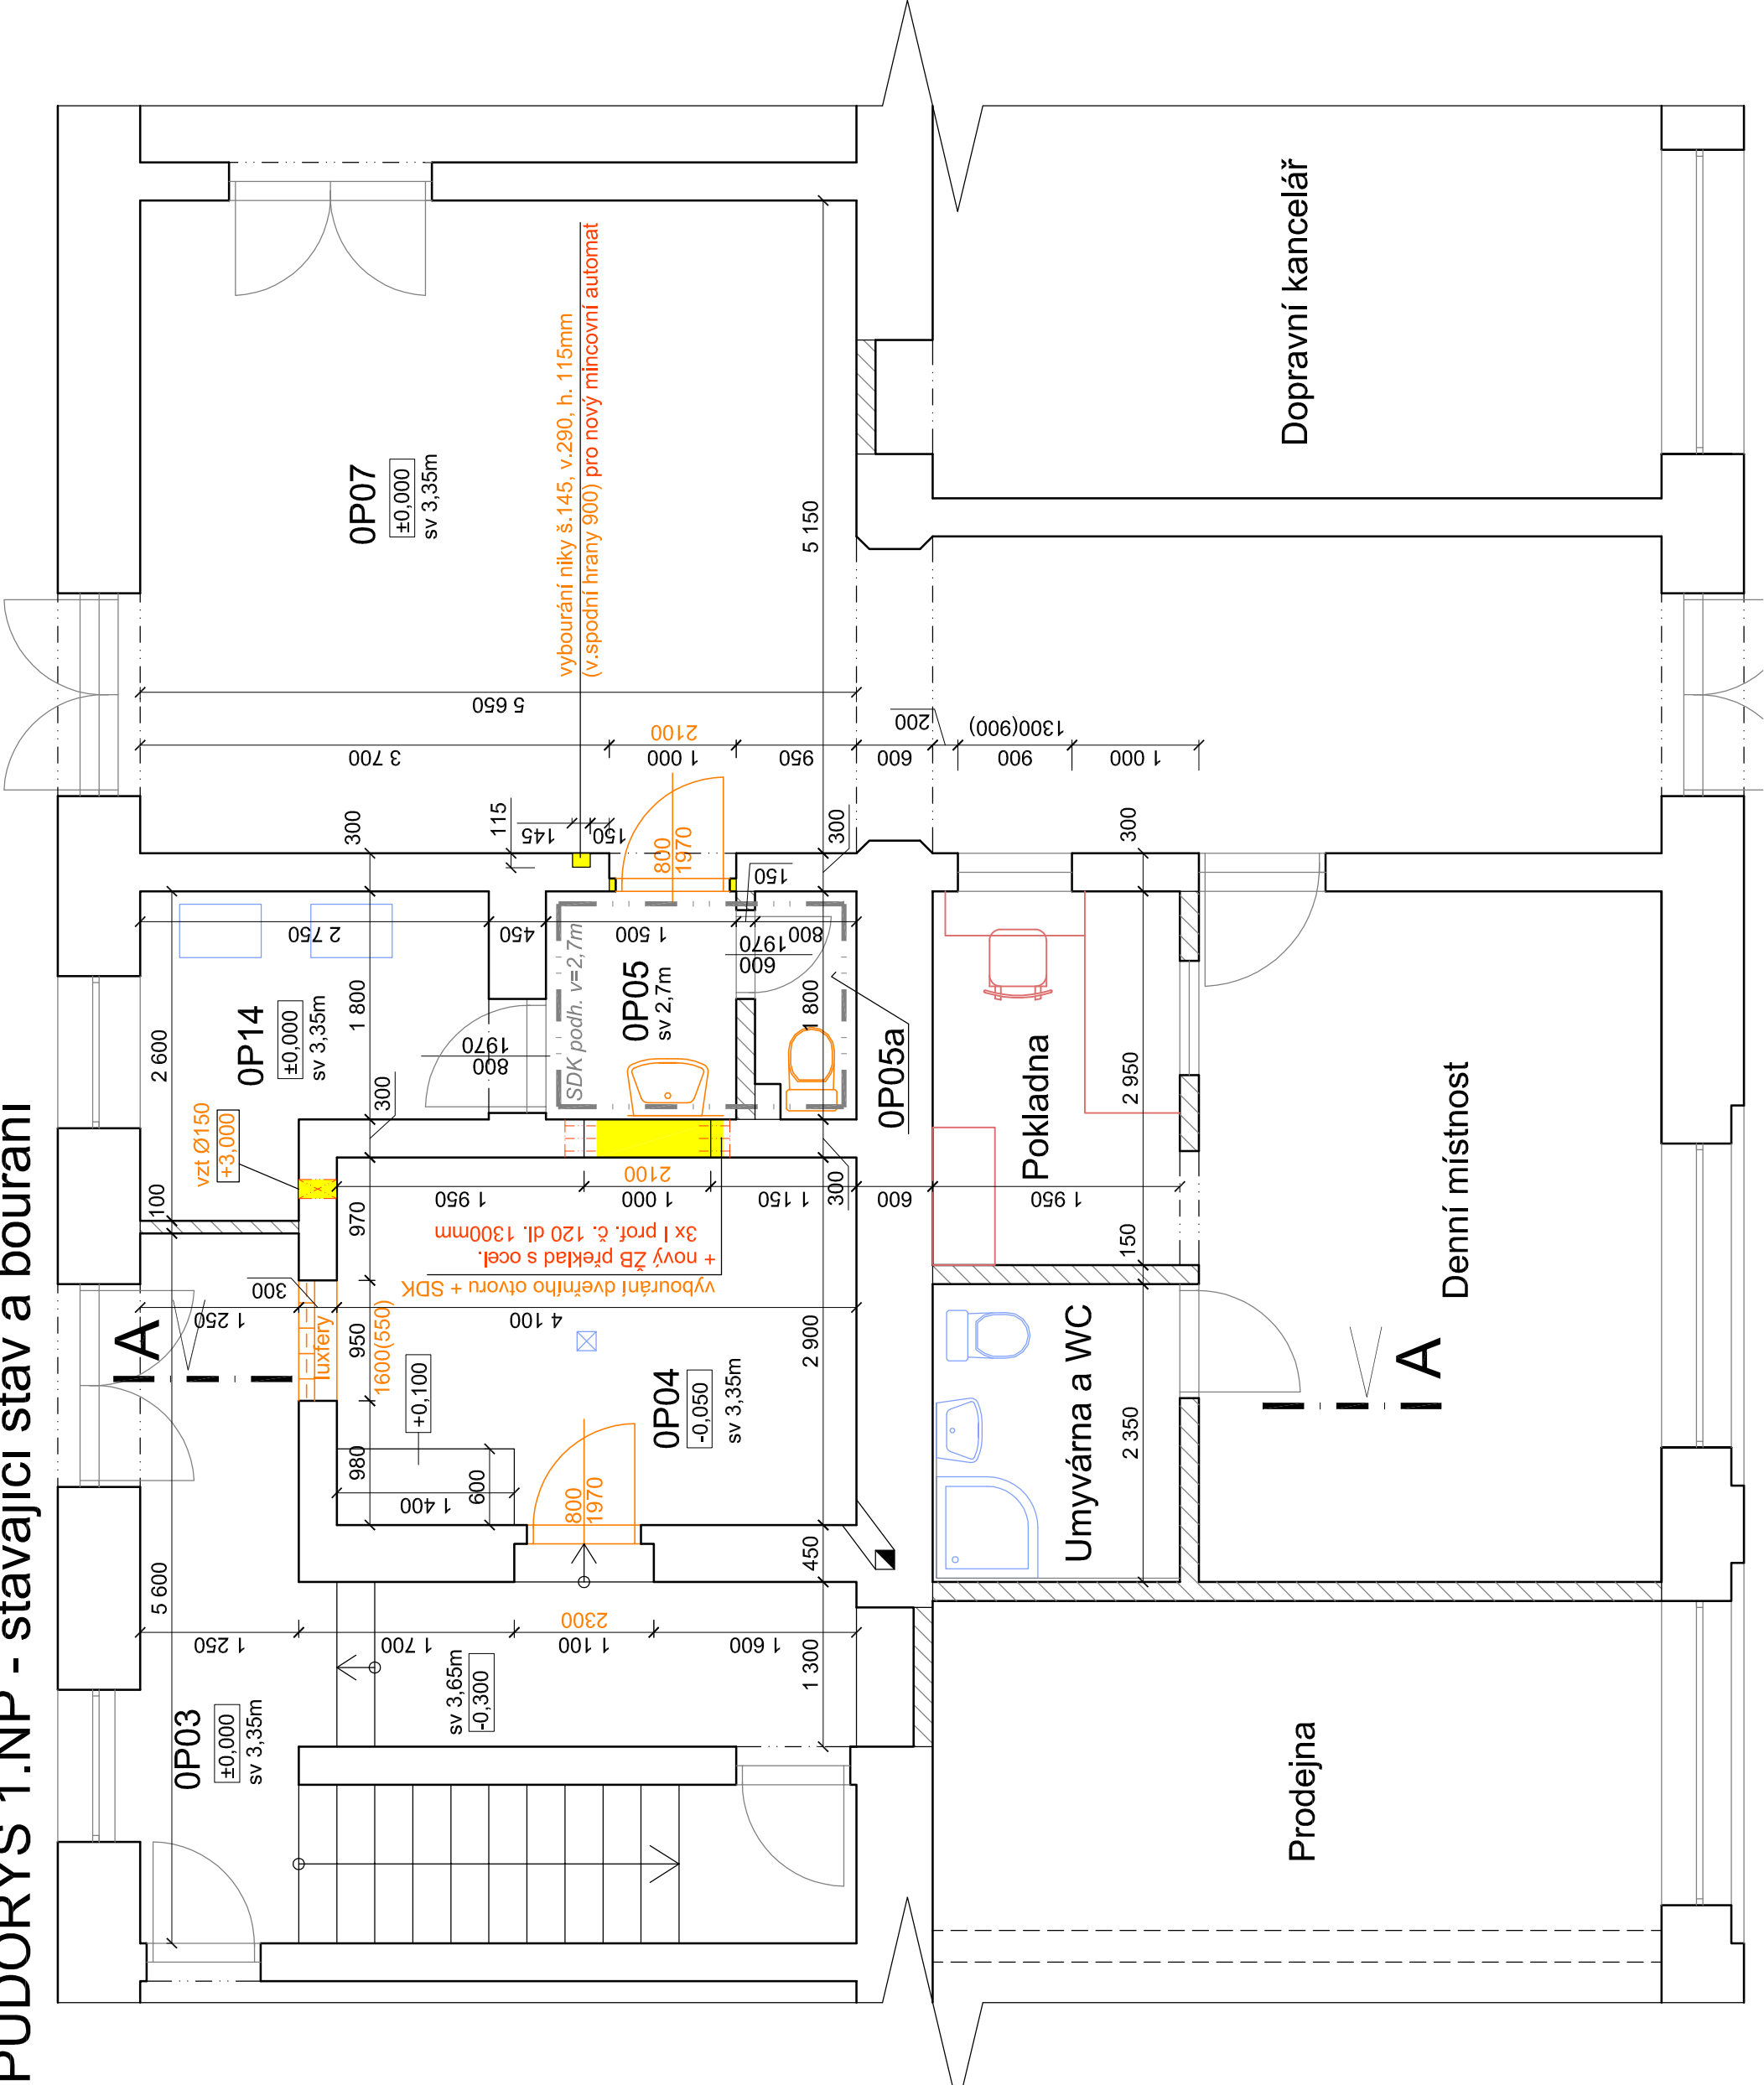 PŮDORYS 1.NP - stávající stav a bourání
0P07
±0,000
sv 3,35m
vybourání niky š.145, v.290, h. 115mm
(v.spodní hrany 900) pro nový mincovní automat
5 150
5 650
3 700
2100
1 000
950
600
200
1300(900)
900
1 000
Dopravní kancelář
300
115
145
150
800
1970
300
150
300
2 750
450
1 500
800
1970
600
SDK podh. v=2,7m
0P05
sv 2,7m
1 800
0P05a
0P14
±0,000
sv 3,35m
1 800
2 600
1970
800
300
vzt Ø150
+3,000
100
970
1 950
2100
1 000
1 150
300
600
1 950
vybourání dveřního otvoru + SDK
+ nový ŽB překlad s ocel.
3x I prof. č. 120 dl. 1300mm
Pokladna
2 950
150
Denní místnost
300
1 250
A
luxfery
950
1600(550)
4 100
2 900
+0,100
0P04
-0,050
sv 3,35m
980
1 400
600
800
1970
450
Umyvárna a WC
2 350
A
5 600
1 250
1 700
2300
1 100
1 600
1 300
sv 3,65m
-0,300
0P03
±0,000
sv 3,35m
Prodejna